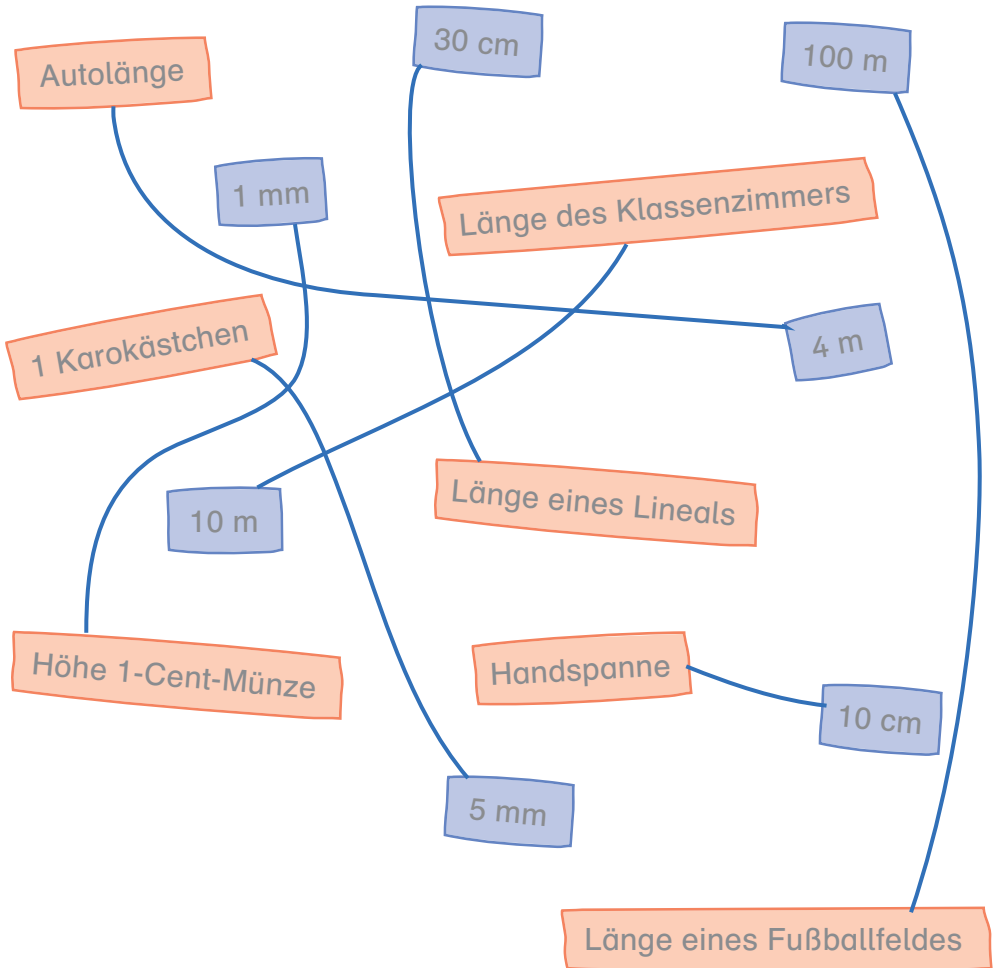 30 cm
100 m
Autolänge
1 mm
Länge des Klassenzimmers
1 Karokästchen
4 m
10 m
Länge eines Lineals
Höhe 1-Cent-Münze
Handspanne
10 cm
5 mm
Länge eines Fußballfeldes